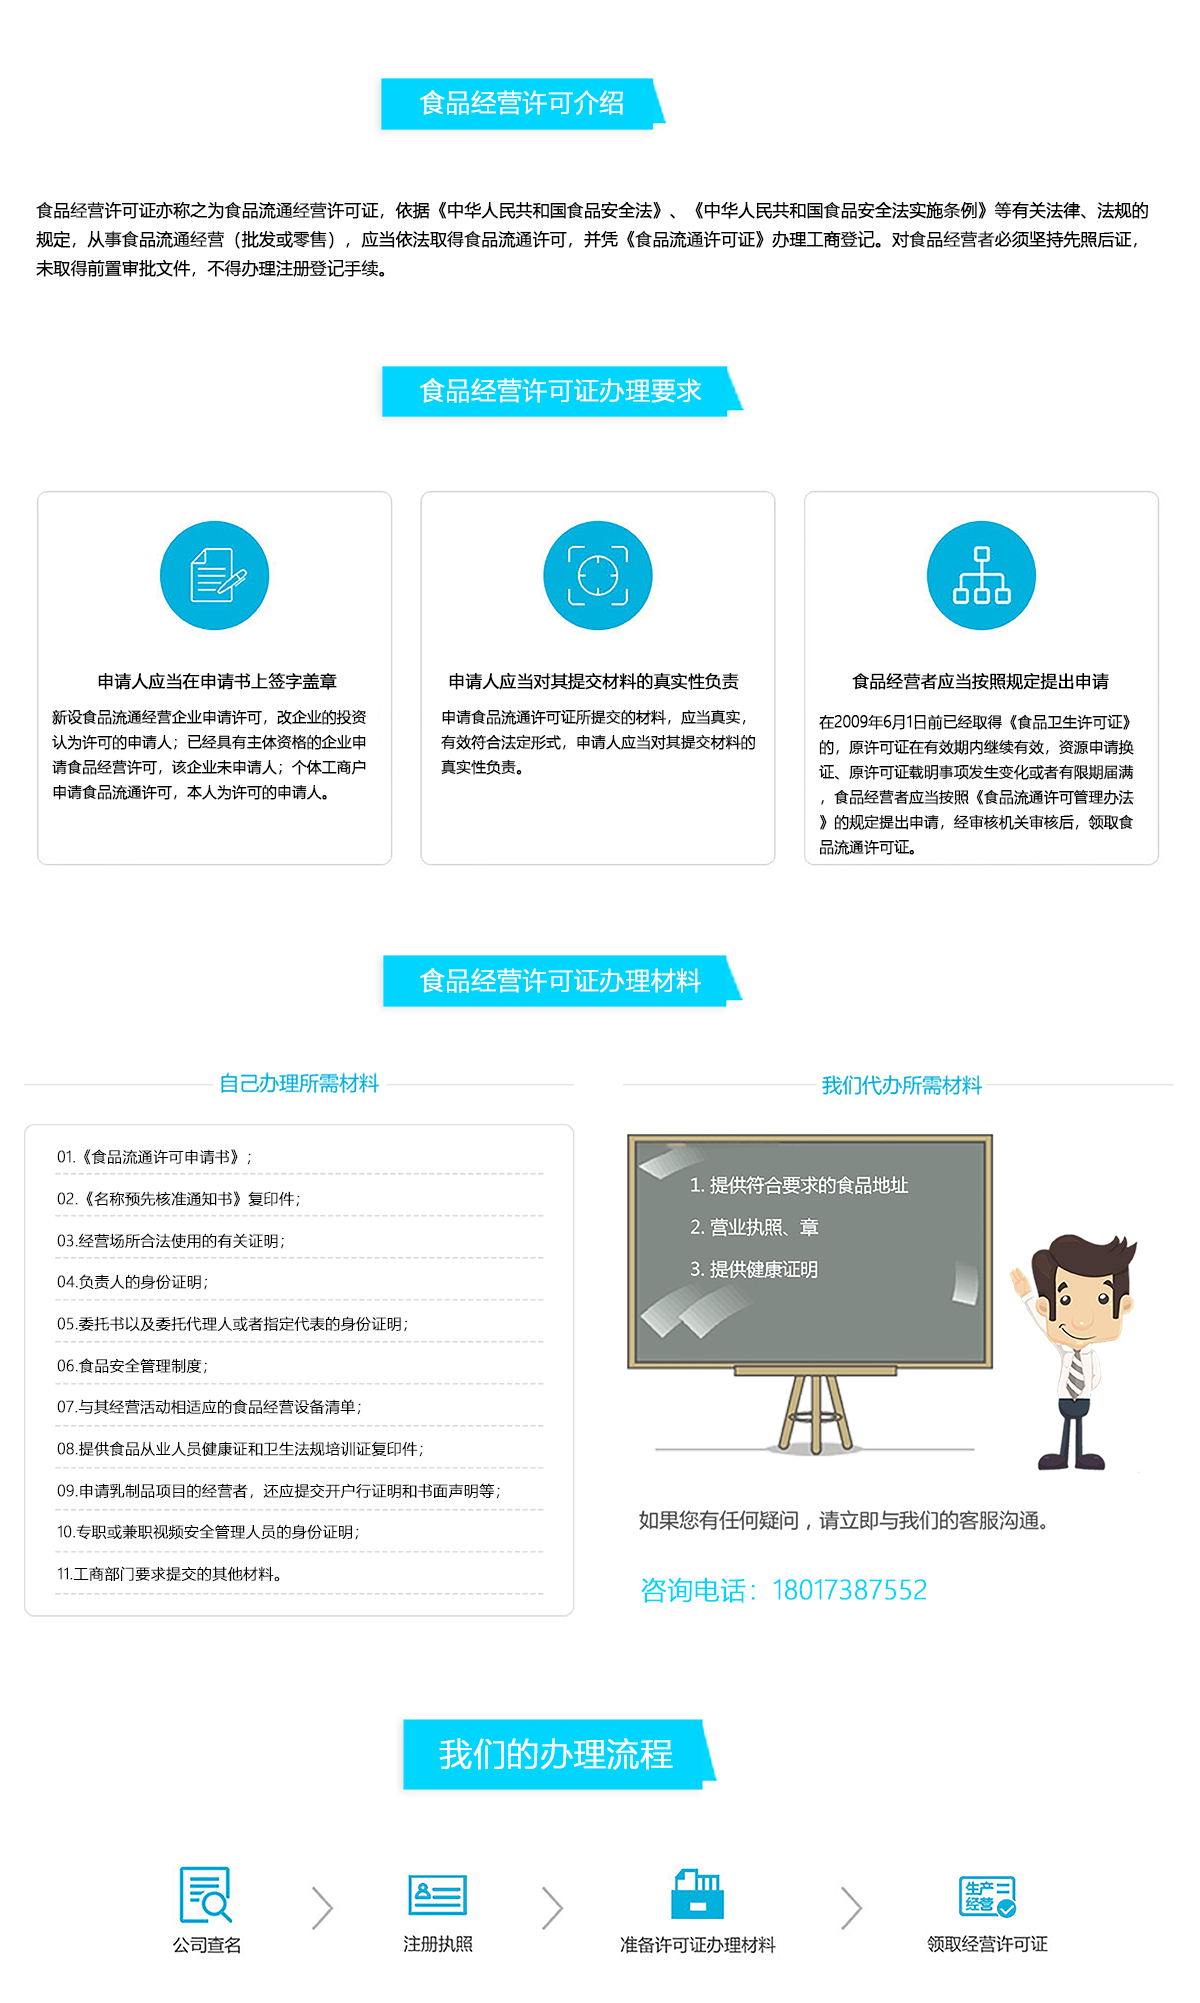 食品经营许可介绍
食品经营许可证亦称之为食品流通经营许可证，依据《中华人民共和国食品安全法》、《中华人民共和国食品安全法实施条例》等有关法律、法规的
规定，从事食品流通经营（批发或零售），应当依法取得食品流通许可，并凭《食品流通许可证》办理工商登记。对食品经营者必须坚持先照后证，
未取得前置审批文件，不得办理注册登记手续。
食品经营许可证办理要求
申请人应当在申请书上签字盖章
新设食品流通经营企业申请许可，改企业的投资
认为许可的申请人；已经具有主体资格的企业申
请食品经营许可，该企业未申请人；个体工商户
申请食品流通许可，本人为许可的申请人。
申请人应当对其提交材料的真实性负责
申请食品流通许可证所提交的材料，应当真实，
有效符合法定形式，申请人应当对其提交材料的
真实性负责。
食品经营者应当按照规定提出申请
在2009年6月1日前已经取得《食品卫生许可证》
的，原许可证在有效期内继续有效，资源申请换
证、原许可证载明事项发生变化或者有限期届满
，食品经营者应当按照《食品流通许可管理办法
》的规定提出申请，经审核机关审核后，领取食
品流通许可证。
食品经营许可证办理材料
自己办理所需材料
01.《食品流通许可申请书》；
02.《名称预先核准通知书》复印件；
03.经营场所合法使用的有关证明；
04.负责人的身份证明；
05.委托书以及委托代理人或者指定代表的身份证明；
06.食品安全管理制度；
07.与其经营活动相适应的食品经营设备清单；
08.提供食品从业人员健康证和卫生法规培训证复印件；
09.申请乳制品项目的经营者，还应提交开户行证明和书面声明等；
10.专职或兼职视频安全管理人员的身份证明；
11.工商部门要求提交的其他材料。
我们代办所需材料
1. 提供符合要求的食品地址
2. 营业执照、章
3. 提供健康证明
如果您有任何疑问，请立即与我们的客服沟通。
咨询电话：18017387552
我们的办理流程
生产
经营
公司查名
注册执照
准备许可证办理材料
领取经营许可证